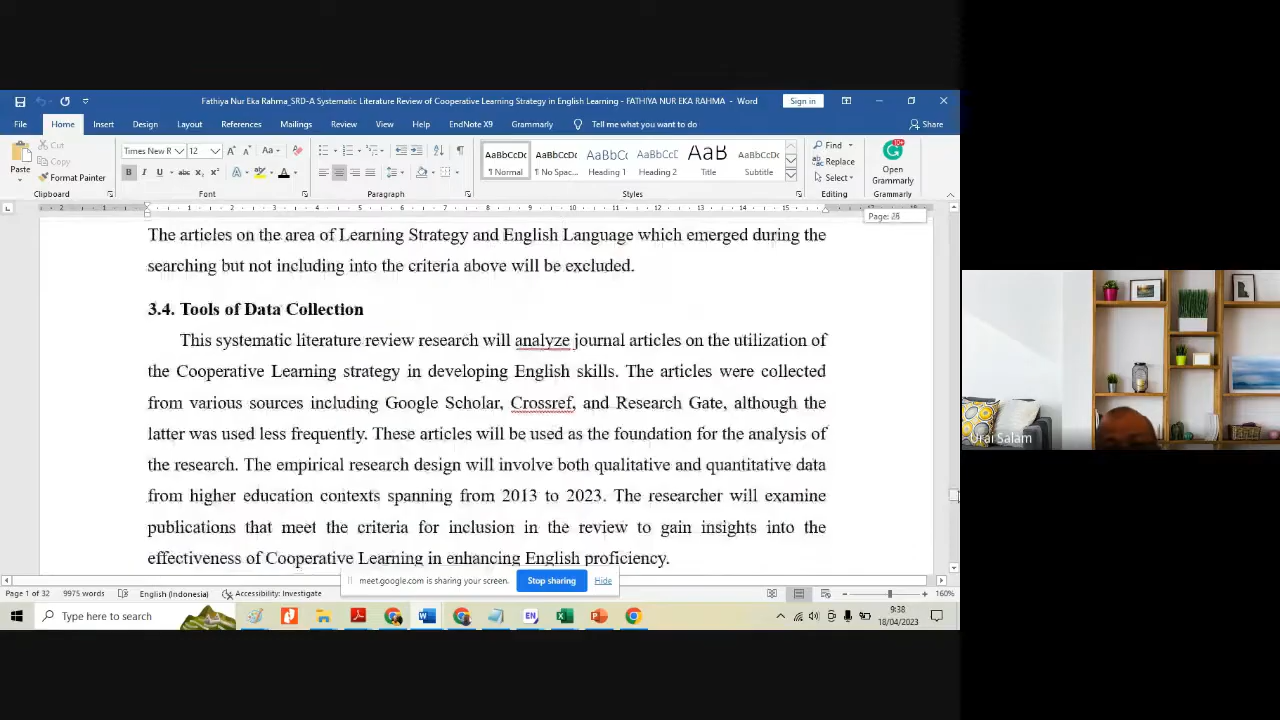 Fathiya Nur Eka Rahma_SRD-A Systematic Literature Review of Cooperative Learning Strategy in English Learning - FATHIYA NUR EKA RAHMA - Word
Sign in
File Home Insert Design Layout References Mailings Review View Help EndNote X9 Grammarly Tell me what you want to do Share
Paste
Cut
Copy
Format Painter
Clipboard
Times New R 12
Font
Paragraph
AaBbCcDc AaBbCcDc AaBbCc AaBbCcD AaB AaBbCcD
¶ Normal ¶ No Spac... Heading 1 Heading 2 Title Subtitle
Styles
Find
Replace
Select
Editing
Open
Grammarly
Grammarly
Page: 26
The articles on the area of Learning Strategy and English Language which emerged during the
searching but not including into the criteria above will be excluded.
3.4. Tools of Data Collection
This systematic literature review research will analyze journal articles on the utilization of
the Cooperative Learning strategy in developing English skills. The articles were collected
from various sources including Google Scholar, Crossref, and Research Gate, although the
latter was used less frequently. These articles will be used as the foundation for the analysis of
the research. The empirical research design will involve both qualitative and quantitative data
from higher education contexts spanning from 2013 to 2023. The researcher will examine
publications that meet the criteria for inclusion in the review to gain insights into the
effectiveness of Cooperative Learning in enhancing English proficiency.
meet.google.com is sharing your screen. Stop sharing Hide
Page 1 of 32 9975 words English (Indonesia) Accessibility: Investigate 160%
Type here to search
EN
9:38
18/04/2023
Urai Salam